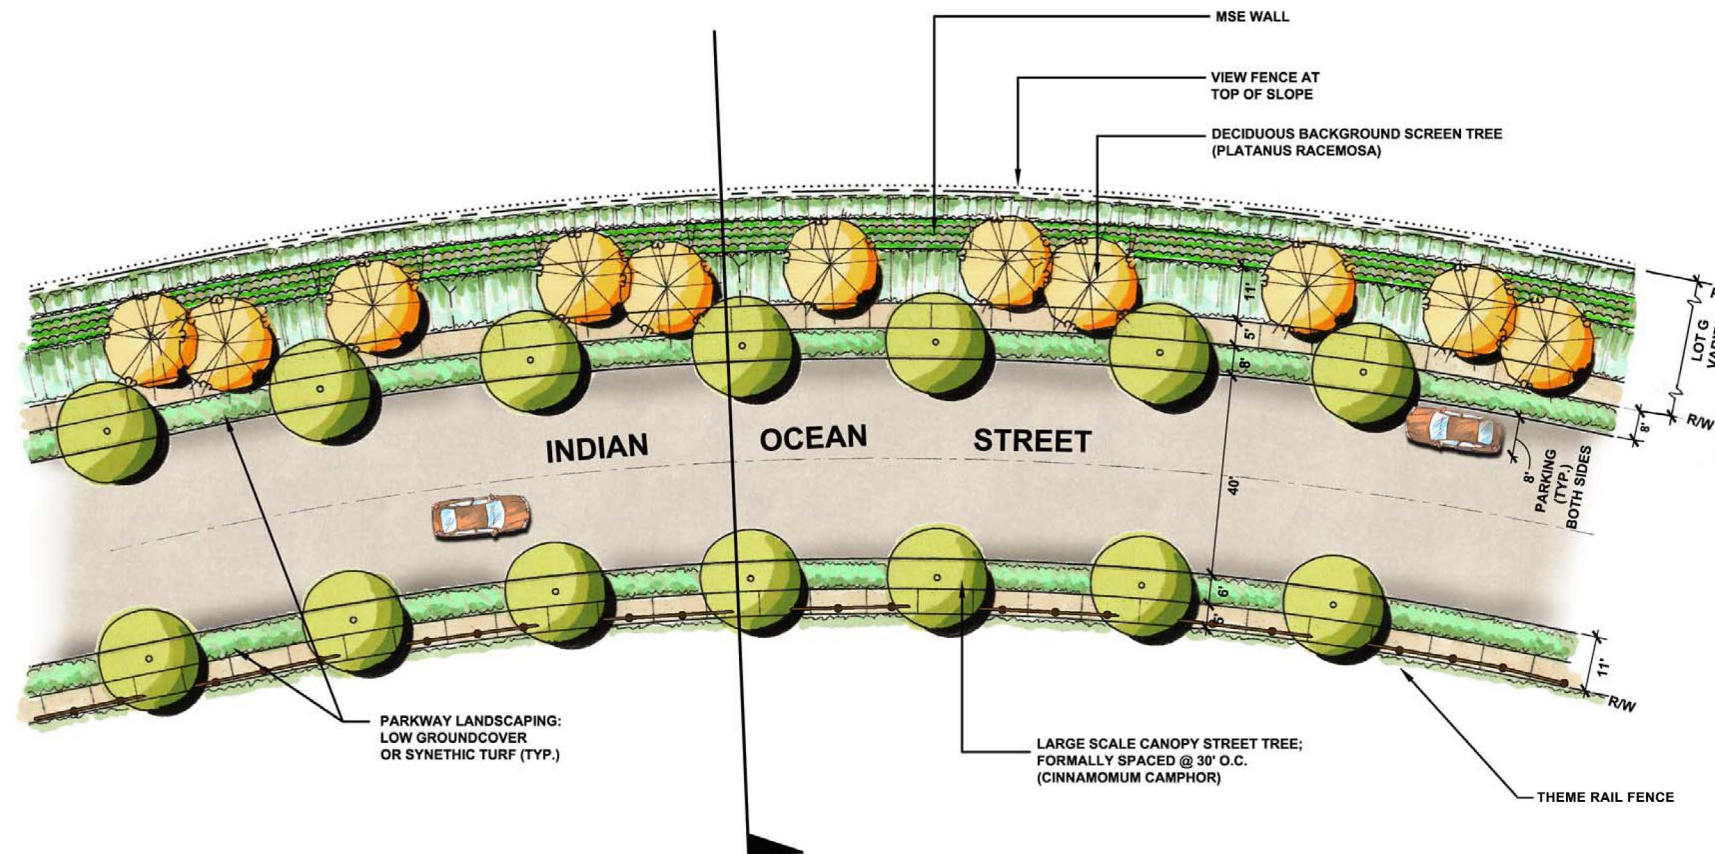 MSE WALL
VIEW FENCE AT
TOP OF SLOPE
DECIDUOUS BACKGROUND SCREEN TREE
(PLATANUS RACEMOSA)
11'
5'
8'
LOT G
R/W
8'
INDIAN OCEAN STREET
8'
PARKING
(TYP.)
BOTH SIDES
40'
6'
5'
11'
R/W
PARKWAY LANDSCAPING:
LOW GROUNDCOVER
OR SYNETHIC TURF (TYP.)
LARGE SCALE CANOPY STREET TREE;
FORMALLY SPACED @ 30' O.C.
(CINNAMOMUM CAMPHOR)
THEME RAIL FENCE